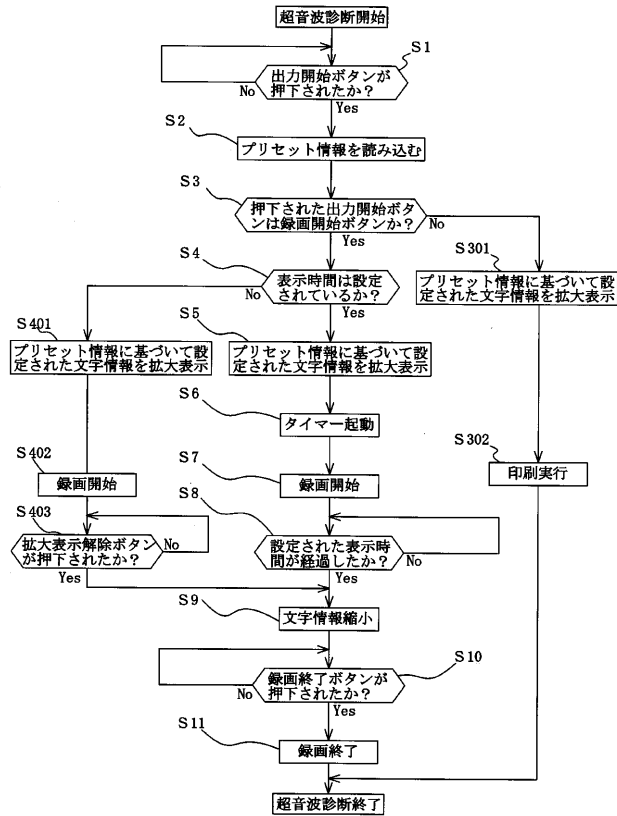 超音波診断開始
S1
出力開始ボタンが
押下されたか?
No
Yes
S2
プリセット情報を読み込む
S3
押下された出力開始ボタ
ンは録画開始ボタンか?
No
Yes
S301
プリセット情報に基づいて設
定された文字情報を拡大表示
S4
表示時間は設定
されているか?
No
Yes
S401
プリセット情報に基づいて設
定された文字情報を拡大表示
S5
プリセット情報に基づいて設
定された文字情報を拡大表示
S6
タイマー起動
S302
印刷実行
S402
録画開始
S7
録画開始
S403
拡大表示解除ボタン
が押下されたか?
No
Yes
S8
設定された表示時
間が経過したか?
No
Yes
S9
文字情報縮小
S10
録画終了ボタンが
押下されたか?
No
Yes
S11
録画終了
超音波診断終了